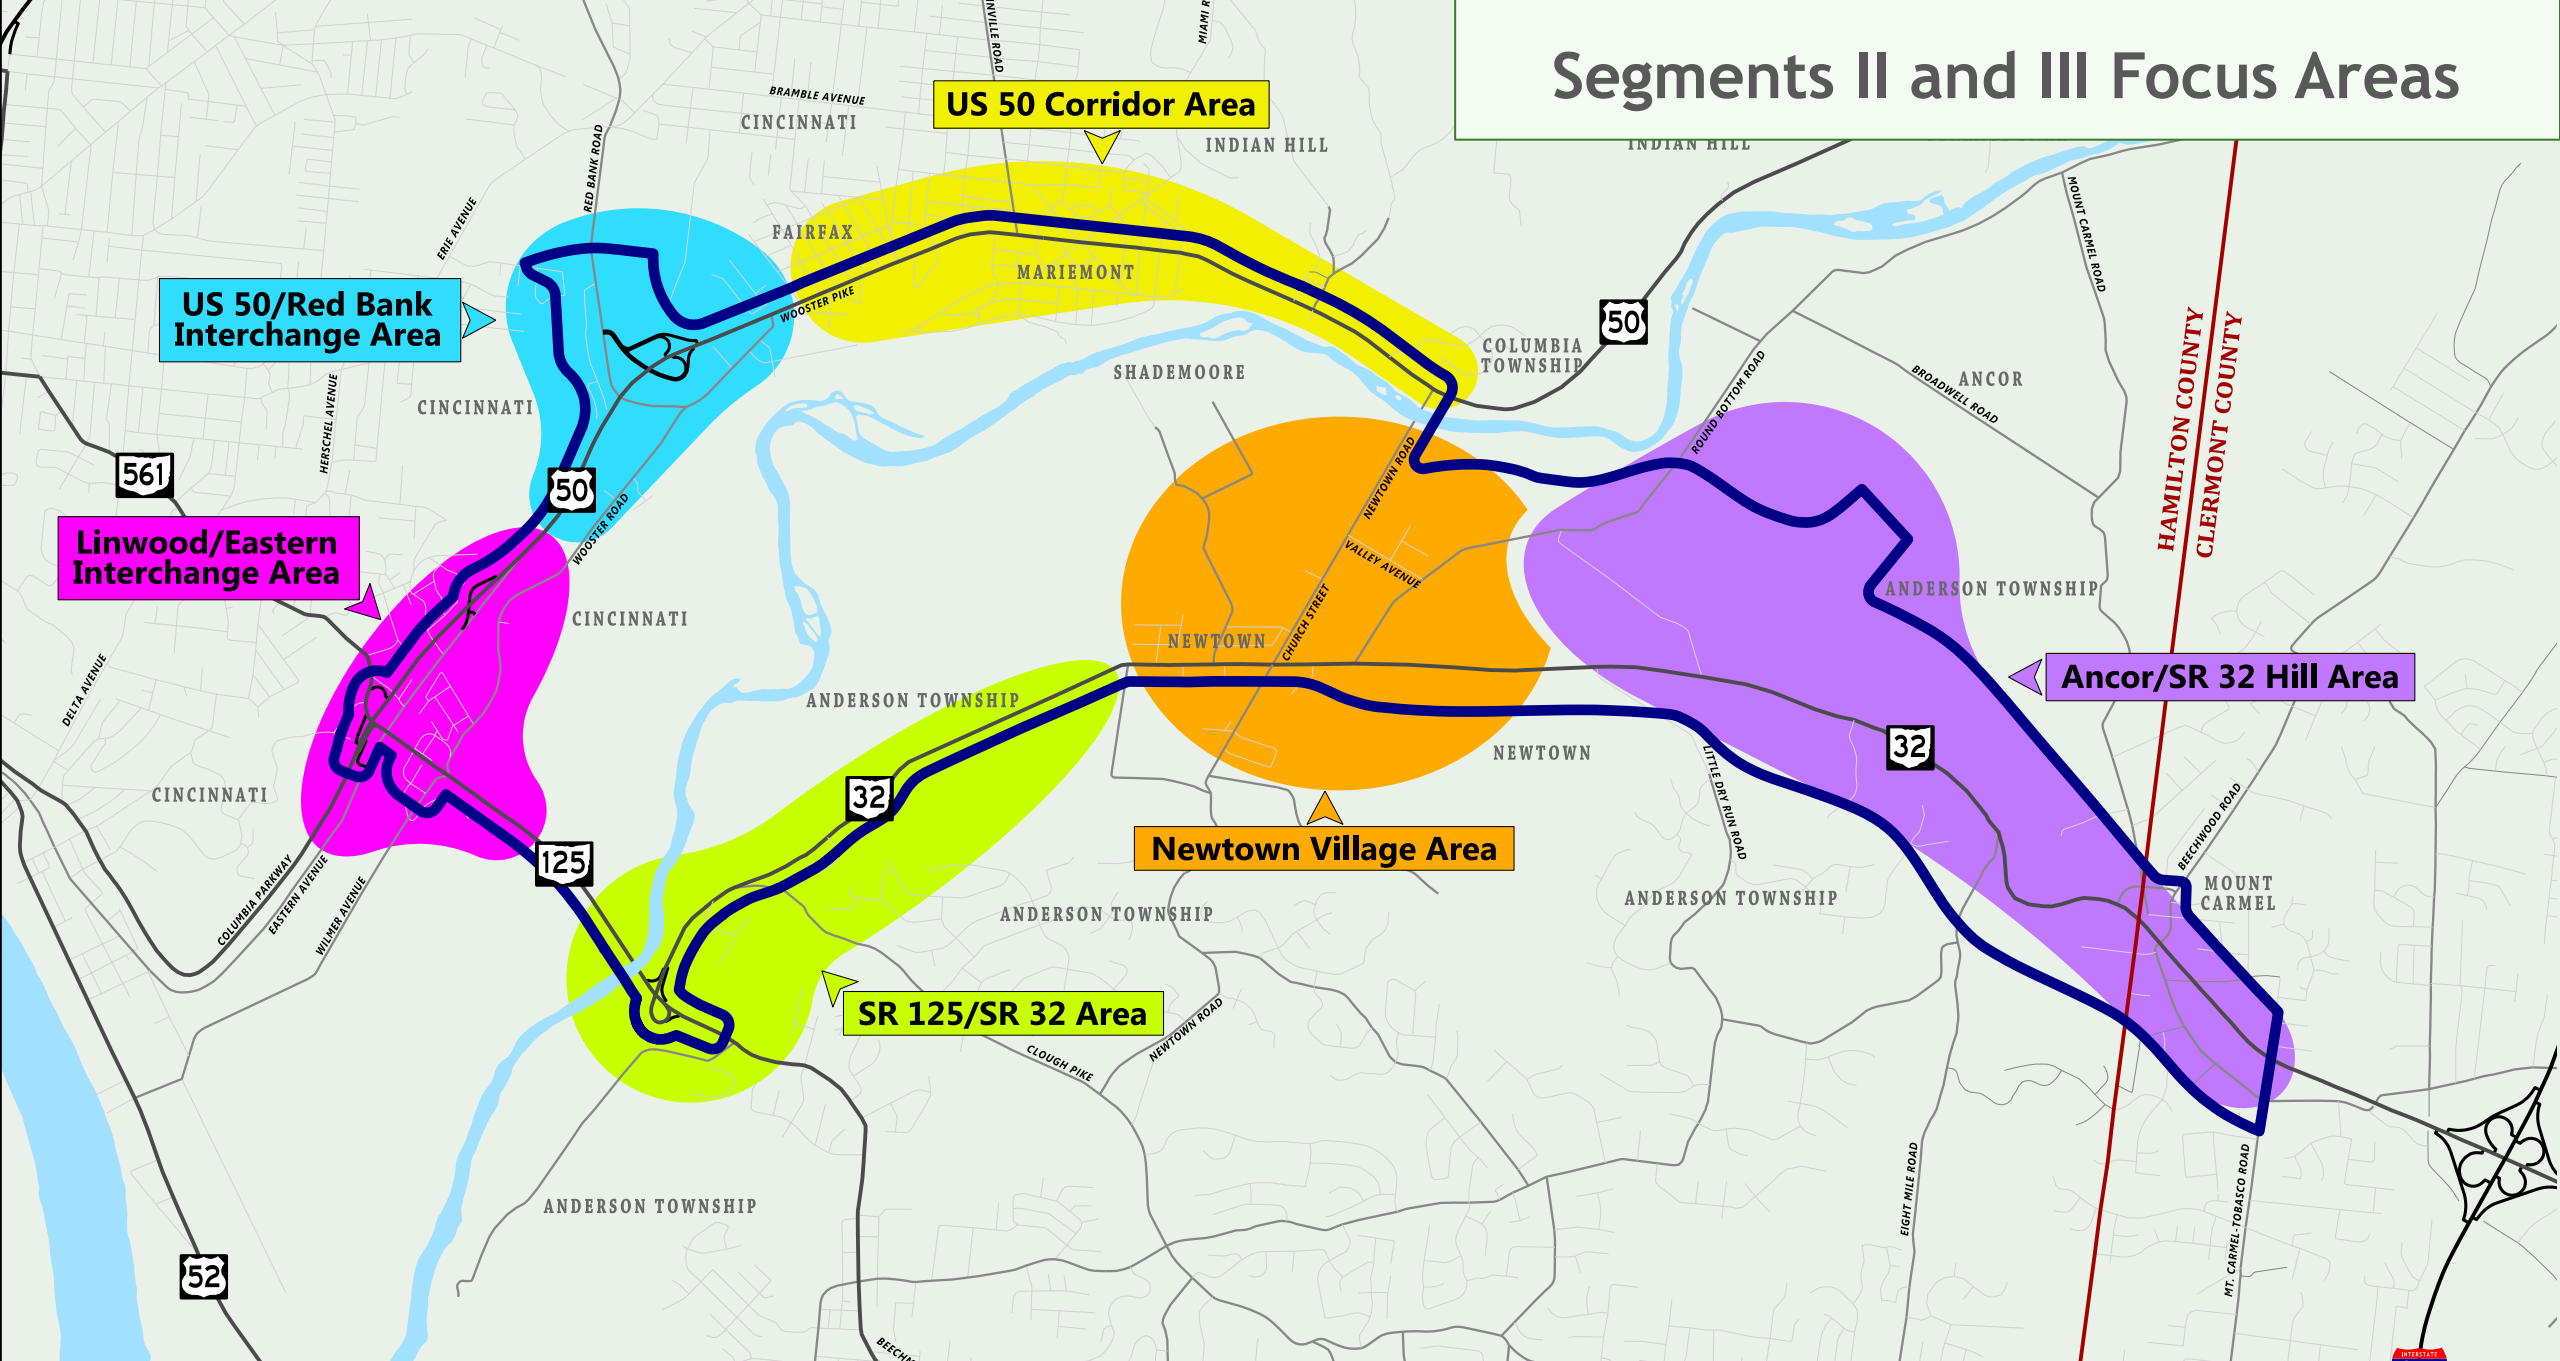 Segments II and III Focus Areas
NVILLE ROAD
MIAMI R
BRAMBLE AVENUE
CINCINNATI
US 50 Corridor Area
INDIAN HILL
INDIAN HILL
RED BANK ROAD
ERIE AVENUE
FAIRFAX
MARIEMONT
WOOSTER PIKE
MOUNT CARMEL ROAD
US 50/Red Bank
Interchange Area
50
COLUMBIA
TOWNSHIP
SHADEMOORE
HAMILTON COUNTY
CLERMONT COUNTY
ANCOR
BROADWELL ROAD
ROUND BOTTOM ROAD
HERSCHEL AVENUE
CINCINNATI
561
50
WOOSTER ROAD
NEWTOWN ROAD
VALLEY AVENUE
Linwood/Eastern
Interchange Area
CINCINNATI
ANDERSON TOWNSHIP
CHURCH STREET
NEWTOWN
DELTA AVENUE
ANDERSON TOWNSHIP
Ancor/SR 32 Hill Area
32
NEWTOWN
CINCINNATI
32
LITTLE DRY RUN ROAD
BEECHWOOD ROAD
Newtown Village Area
125
COLUMBIA PARKWAY
EASTERN AVENUE
WILMER AVENUE
MOUNT
CARMEL
ANDERSON TOWNSHIP
ANDERSON TOWNSHIP
SR 125/SR 32 Area
NEWTOWN ROAD
CLOUGH PIKE
EIGHT MILE ROAD
MT. CARMEL-TOBASCO ROAD
ANDERSON TOWNSHIP
52
BEECHM
INTERSTATE